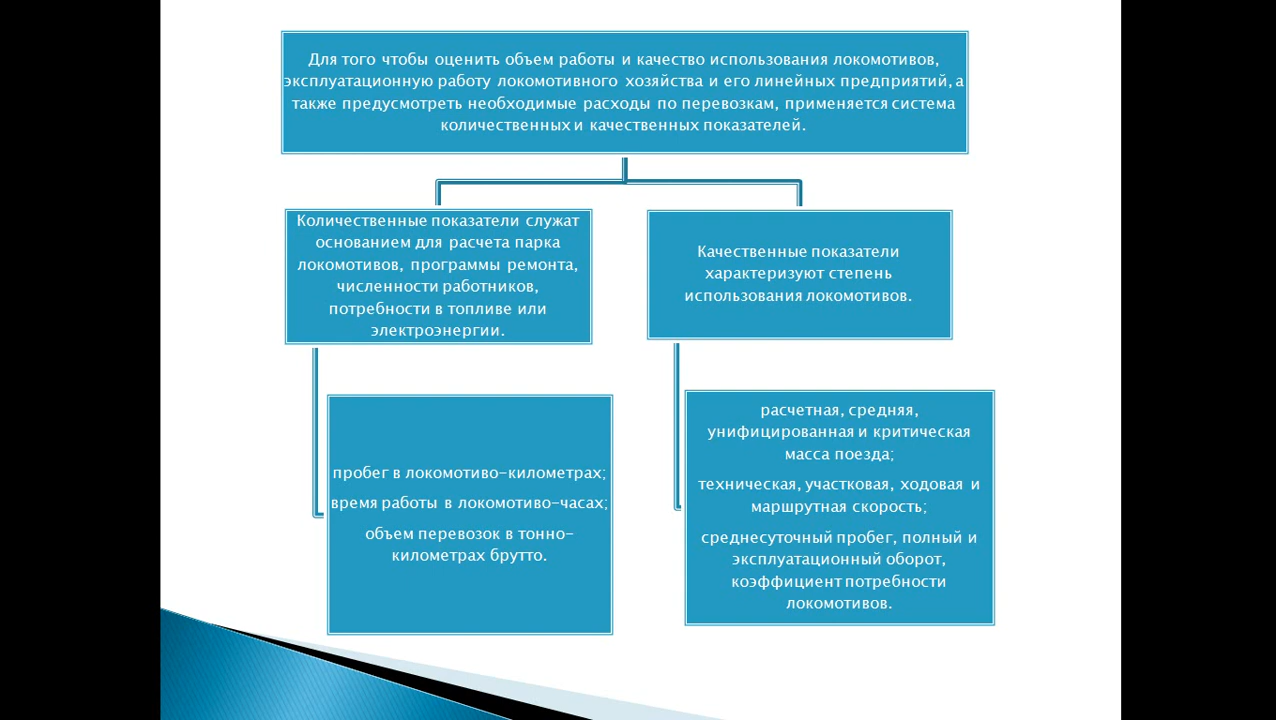 Для того чтобы оценить объем работы и качество использования локомотивов,
эксплуатационную работу локомотивного хозяйства и его линейных предприятий, а
также предусмотреть необходимые расходы по перевозкам, применяется система
количественных и качественных показателей.
Количественные показатели служат
основанием для расчета парка
локомотивов, программы ремонта,
численности работников,
потребности в топливе или
электроэнергии.
Качественные показатели
характеризуют степень
использования локомотивов.
пробег в локомотиво-километрах;
время работы в локомотиво-часах;
объем перевозок в тонно-
километрах брутто.
расчетная, средняя,
унифицированная и критическая
масса поезда;
техническая, участковая, ходовая и
маршрутная скорость;
среднесуточный пробег, полный и
эксплуатационный оборот,
коэффициент потребности
локомотивов.